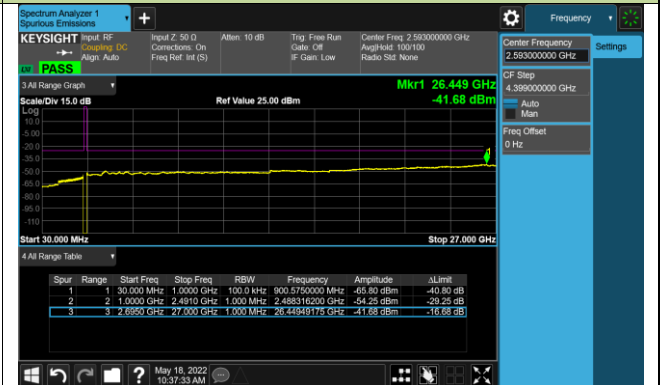 Spectrum Analyzer 1
Spurious Emissions
+
Frequency
KEYSIGHT Input: RF Input Z: 50 Ω Atten: 10 dB Trig: Free Run Center Freq: 2.593000000 GHz
Coupling: DC Corrections: On Gate: Off Avg|Hold: 100/100
Align: Auto Freq Ref: Int (S) IF Gain: Low Radio Std: None
PASS
Center Frequency
2.593000000 GHz
Settings
CF Step
4.399000000 GHz
Auto
Man
Freq Offset
0 Hz
3 All Range Graph
Mkr1 26.449 GHz
Scale/Div 15.0 dB Ref Value 25.00 dBm -41.68 dBm
Log
10.0
-5.00
-20.0
-35.0
-50.0
-65.0
-80.0
-95.0
-110
Start 30.000 MHz Stop 27.000 GHz
4 All Range Table
Spur Range Start Freq Stop Freq RBW Frequency Amplitude ΔLimit
1 1 30.000 MHz 1.0000 GHz 100.0 kHz 900.5750000 MHz -65.80 dBm -40.80 dB
2 2 1.0000 GHz 2.4910 GHz 1.000 MHz 2.488316200 GHz -54.25 dBm -29.25 dB
3 3 2.6950 GHz 27.000 GHz 1.000 MHz 26.44949175 GHz -41.68 dBm -16.68 dB
?
May 18, 2022
10:37:33 AM